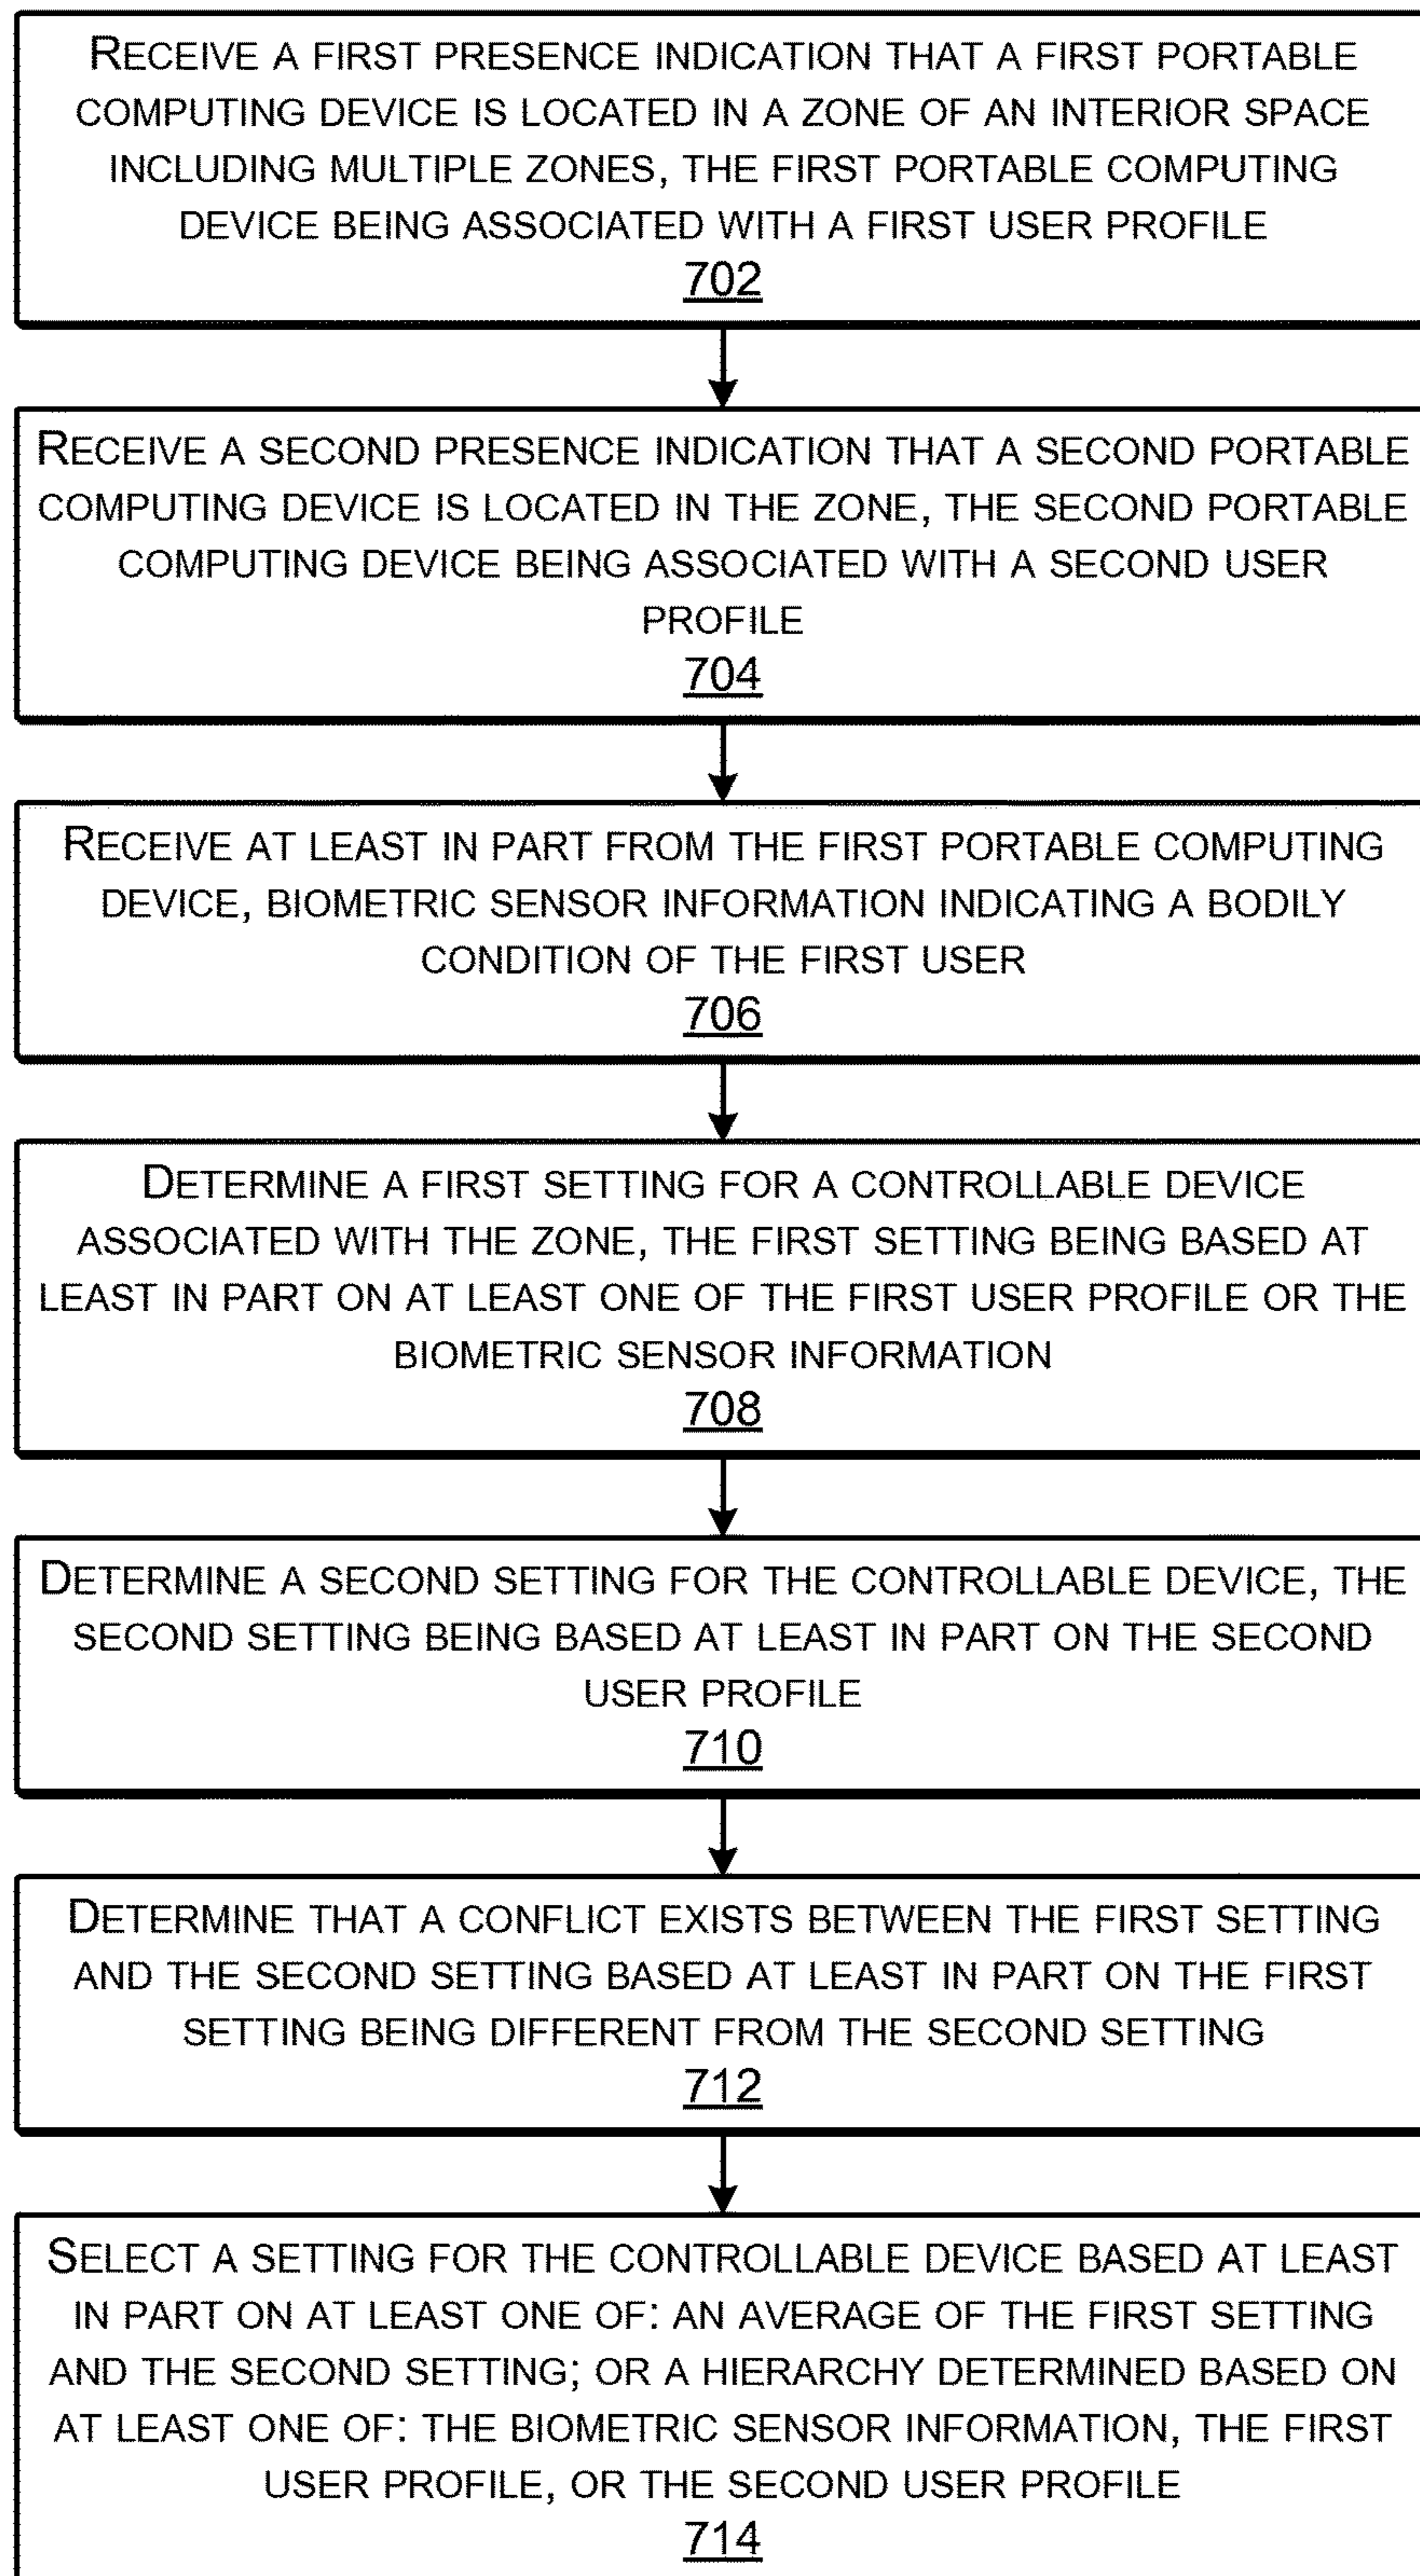 RECEIVE A FIRST PRESENCE INDICATION THAT A FIRST PORTABLE
COMPUTING DEVICE IS LOCATED IN A ZONE OF AN INTERIOR SPACE
INCLUDING MULTIPLE ZONES, THE FIRST PORTABLE COMPUTING
DEVICE BEING ASSOCIATED WITH A FIRST USER PROFILE
702
RECEIVE A SECOND PRESENCE INDICATION THAT A SECOND PORTABLE
COMPUTING DEVICE IS LOCATED IN THE ZONE, THE SECOND PORTABLE
COMPUTING DEVICE BEING ASSOCIATED WITH A SECOND USER
PROFILE
704
RECEIVE AT LEAST IN PART FROM THE FIRST PORTABLE COMPUTING
DEVICE, BIOMETRIC SENSOR INFORMATION INDICATING A BODILY
CONDITION OF THE FIRST USER
706
DETERMINE A FIRST SETTING FOR A CONTROLLABLE DEVICE
ASSOCIATED WITH THE ZONE, THE FIRST SETTING BEING BASED AT
LEAST IN PART ON AT LEAST ONE OF THE FIRST USER PROFILE OR THE
BIOMETRIC SENSOR INFORMATION
708
DETERMINE A SECOND SETTING FOR THE CONTROLLABLE DEVICE, THE
SECOND SETTING BEING BASED AT LEAST IN PART ON THE SECOND
USER PROFILE
710
DETERMINE THAT A CONFLICT EXISTS BETWEEN THE FIRST SETTING
AND THE SECOND SETTING BASED AT LEAST IN PART ON THE FIRST
SETTING BEING DIFFERENT FROM THE SECOND SETTING
712
SELECT A SETTING FOR THE CONTROLLABLE DEVICE BASED AT LEAST
IN PART ON AT LEAST ONE OF: AN AVERAGE OF THE FIRST SETTING
AND THE SECOND SETTING; OR A HIERARCHY DETERMINED BASED ON
AT LEAST ONE OF: THE BIOMETRIC SENSOR INFORMATION, THE FIRST
USER PROFILE, OR THE SECOND USER PROFILE
714